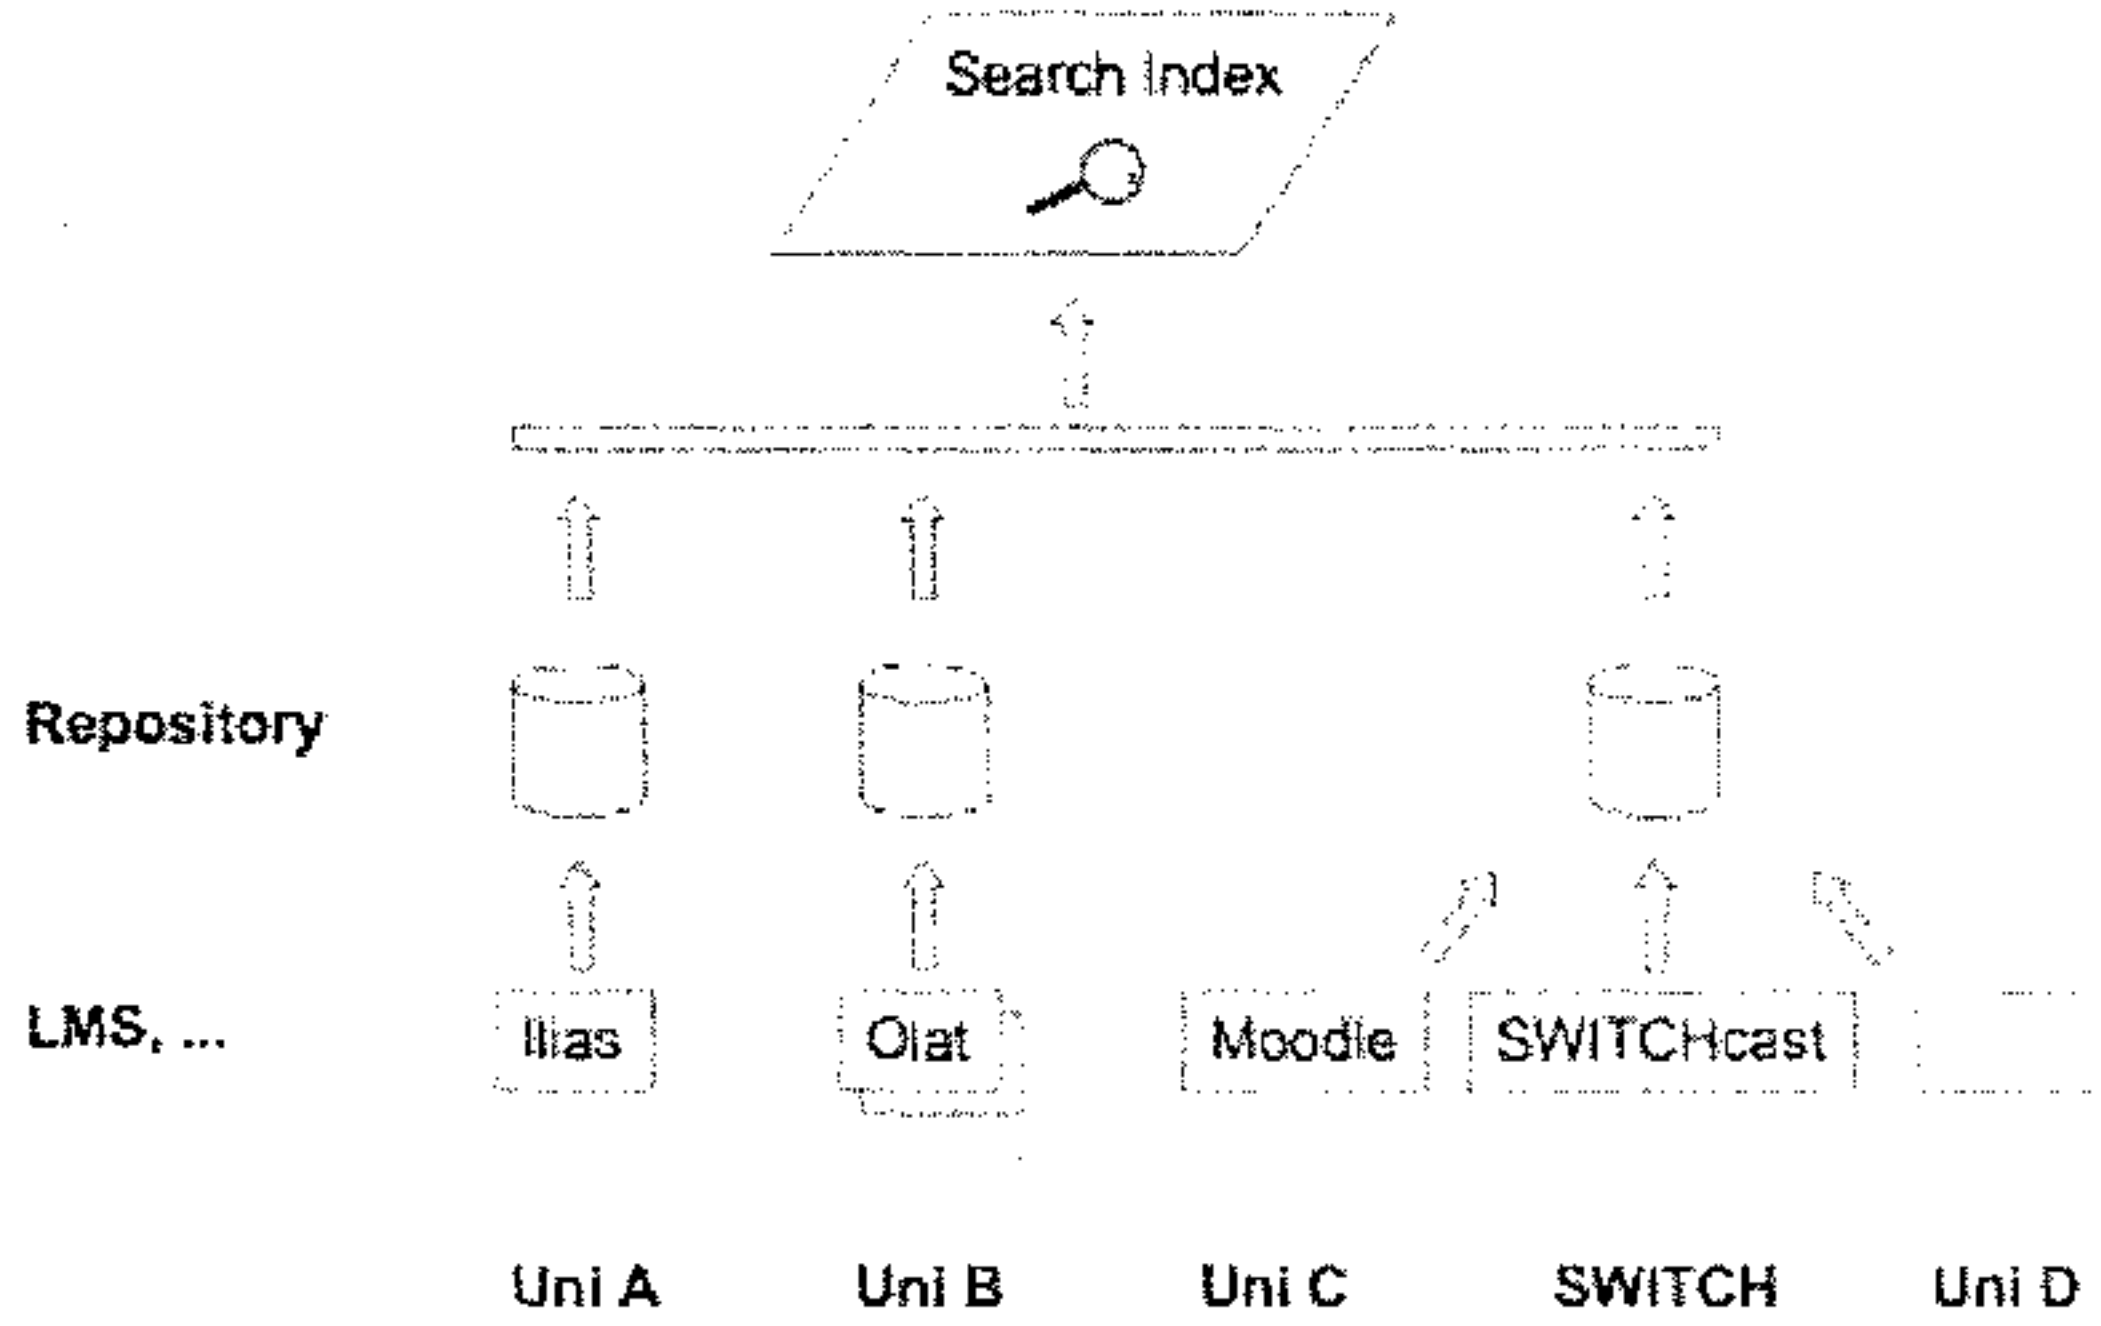 Search Index
Repository
LMS, ...
Ilias
Olat
Moodle
SWITCHcast
Uni A
Uni B
Uni C
SWITCH
Uni D